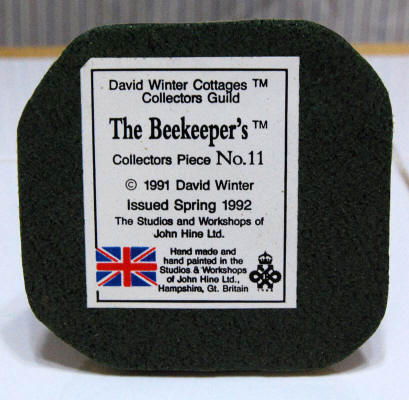 David Winter Cottages ™
Collectors Guild
The Beekeeper's ™
Collectors Piece No.11
© 1991 David Winter
Issued Spring 1992
The Studios and Workshops of
John Hine Ltd.
Hand made and
hand painted in the
Studios & Workshops
of John Hine Ltd.,
Hampshire, Gt. Britain